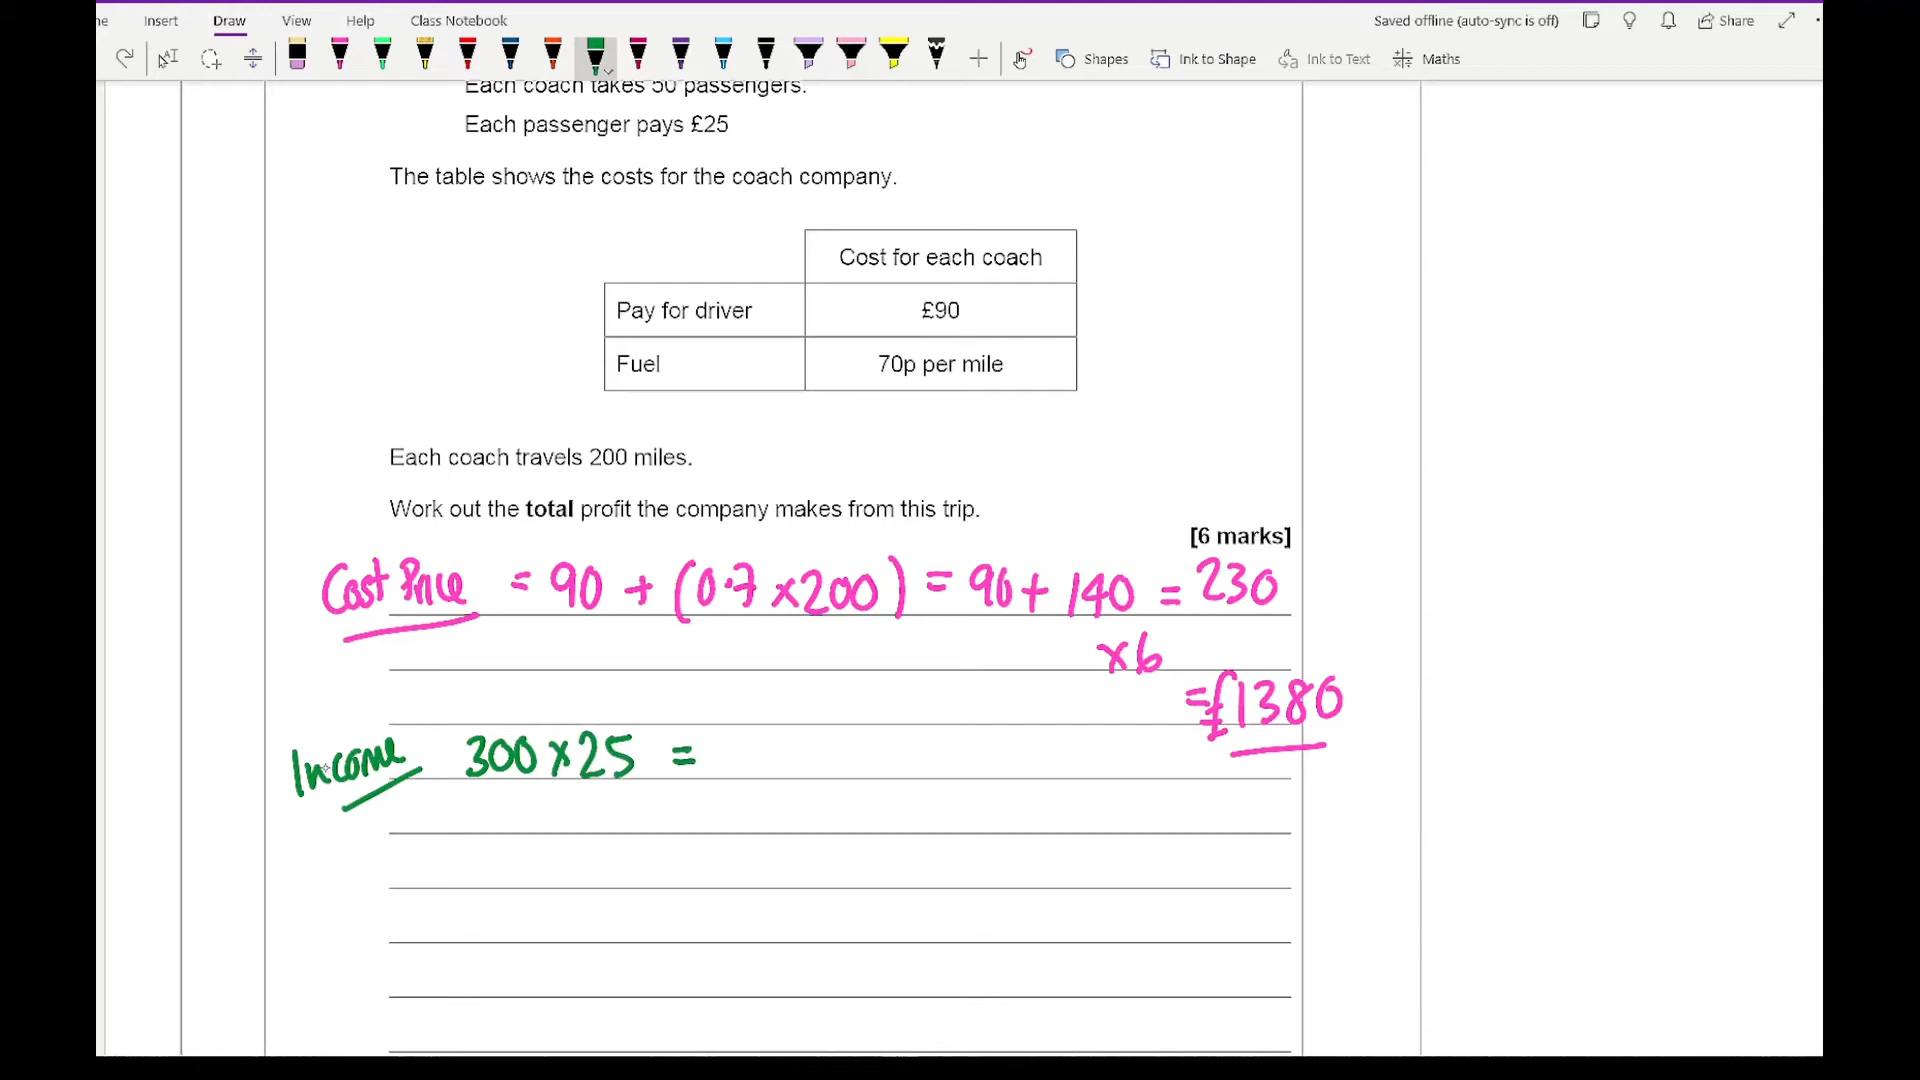 ne Insert Draw View Help Class Notebook Saved offline (auto-sync is off) Share
Shapes Ink to Shape Ink to Text Maths
Each coach takes 50 passengers.
Each passenger pays £25
The table shows the costs for the coach company.
Cost for each coach
Pay for driver £90
Fuel 70p per mile
Each coach travels 200 miles.
Work out the total profit the company makes from this trip.
[6 marks]
Cost Price = 90 + (0.7 x 200) = 90 + 140 = 230
x6
= £1380
Income 300 x 25 =